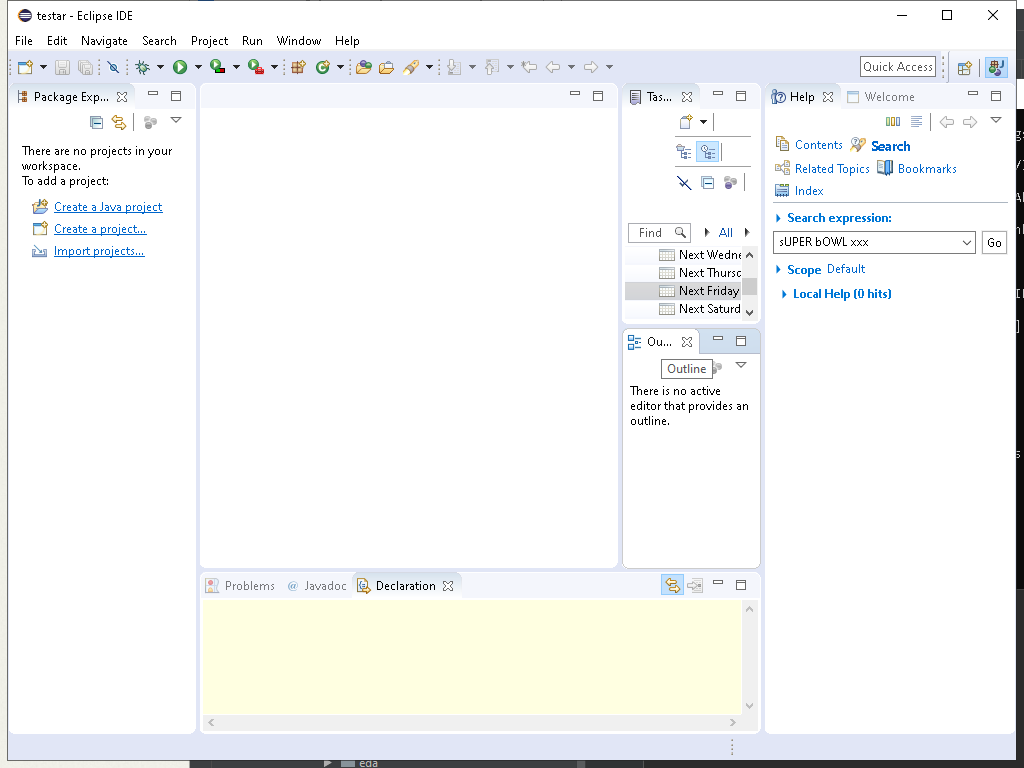 testar - Eclipse IDE
File Edit Navigate Search Project Run Window Help
Quick Access
Package Exp...
There are no projects in your
workspace.
To add a project:
Create a Java project
Create a project...
Import projects...
Tas...
Find
All
Next Wedne
Next Thursd
Next Friday
Next Saturd
Ou...
Outline
There is no active
editor that provides an
outline.
Help
Welcome
Contents
Search
Related Topics
Bookmarks
Index
Search expression:
sUPER bOWL xxx
Go
Scope Default
Local Help (0 hits)
Problems
@ Javadoc
Declaration
eda